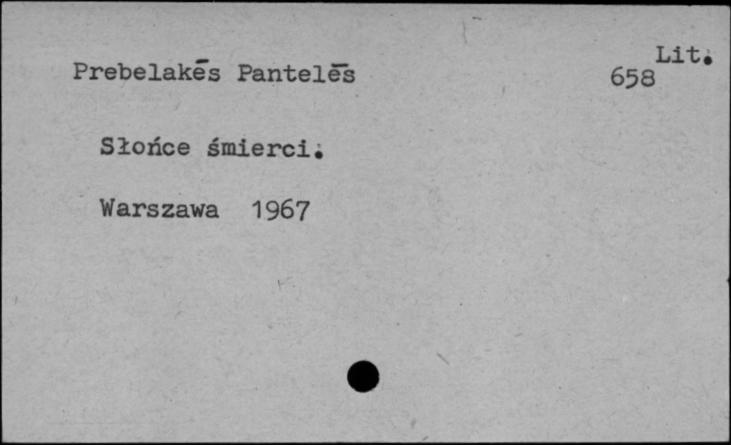 Lit.
Prebelakēs Pantelēs 658
Słońce śmierci.
Warszawa 1967